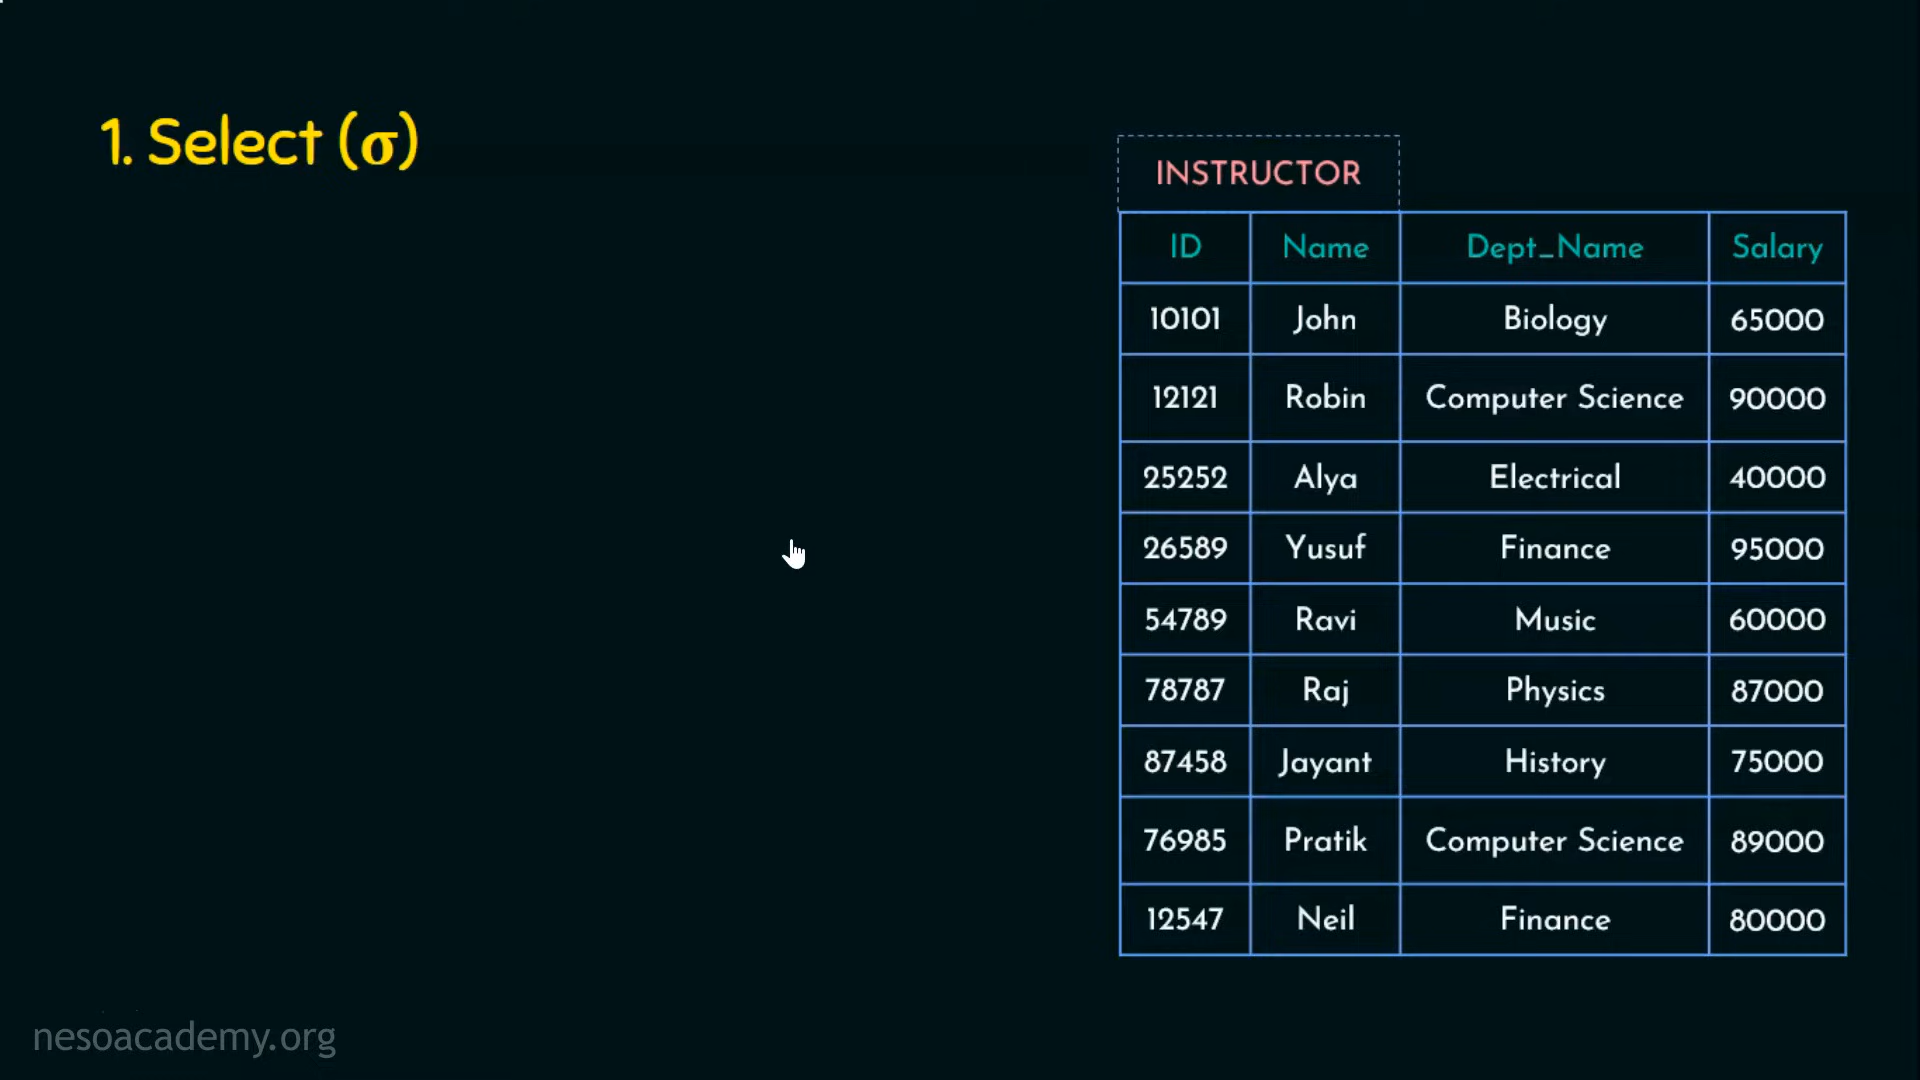 1. Select (σ)
INSTRUCTOR
ID Name Dept_Name Salary
10101 John Biology 65000
12121 Robin Computer Science 90000
25252 Alya Electrical 40000
26589 Yusuf Finance 95000
54789 Ravi Music 60000
78787 Raj Physics 87000
87458 Jayant History 75000
76985 Pratik Computer Science 89000
12547 Neil Finance 80000
nesoacademy.org